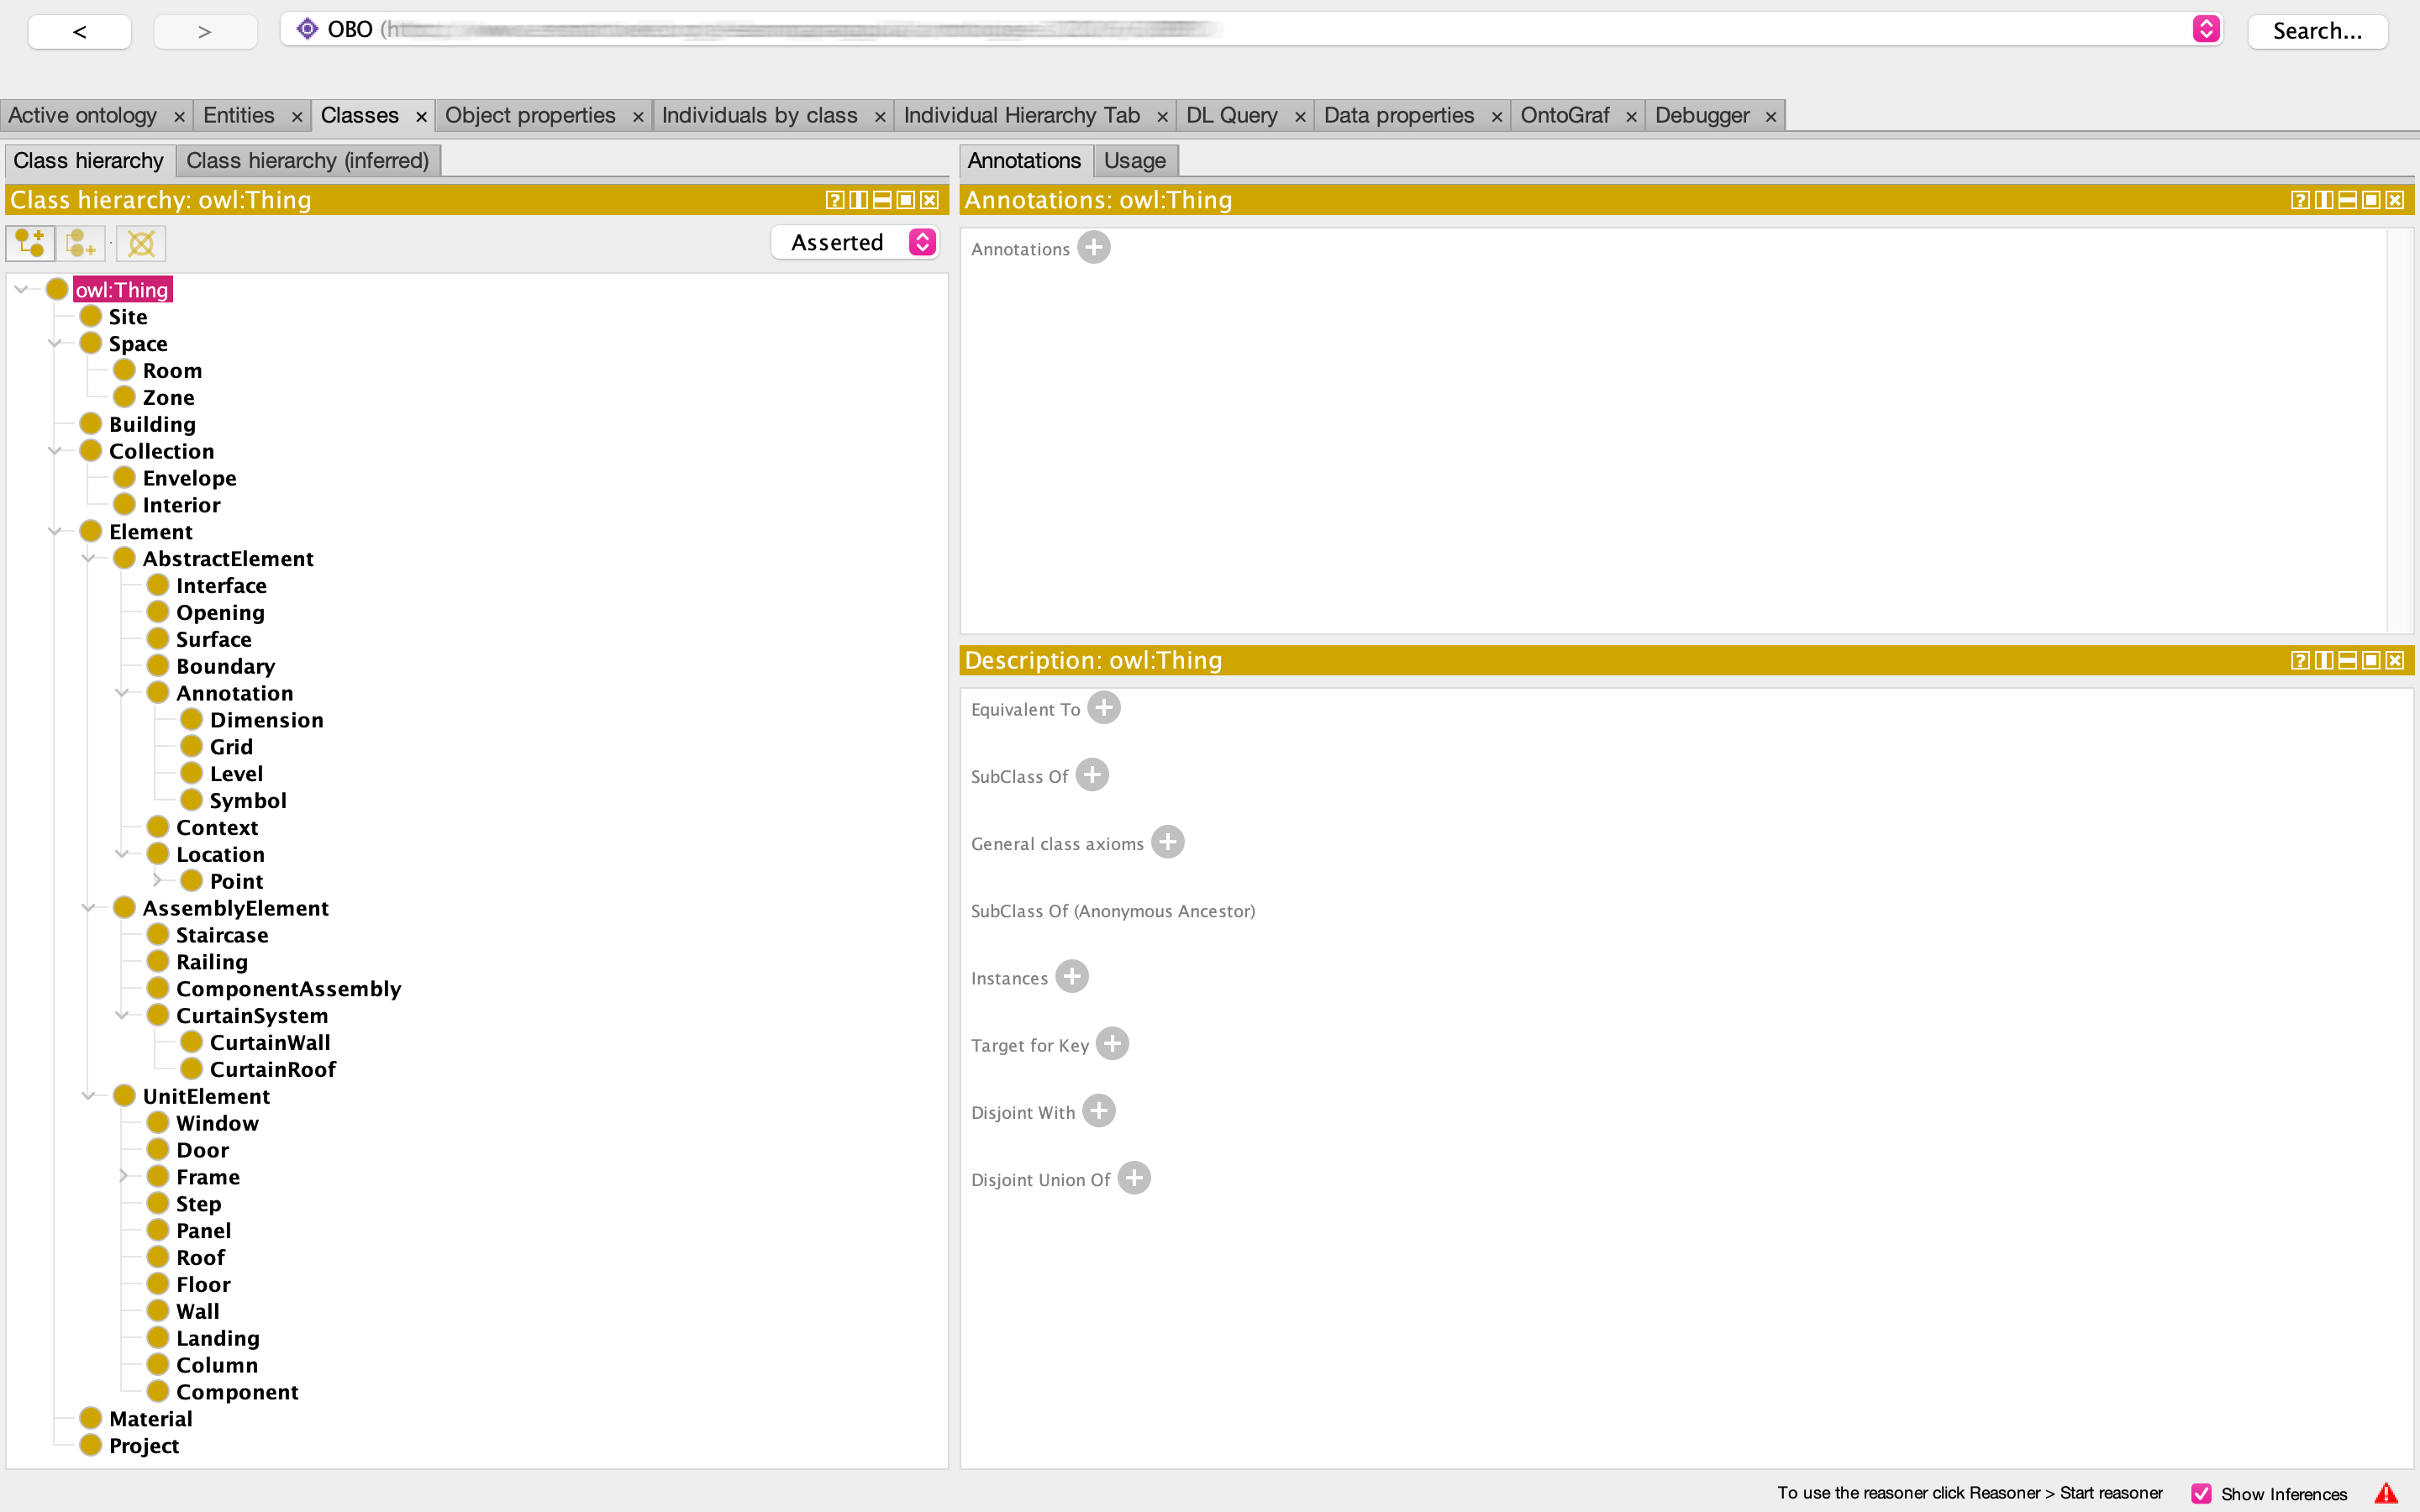 < > OBO Search...
Active ontology × Entities × Classes × Object properties × Individuals by class × Individual Hierarchy Tab × DL Query × Data properties × OntoGraf × Debugger ×
Class hierarchy Class hierarchy (inferred)
Class hierarchy: owl:Thing
Asserted
owl:Thing
Site
Space
Room
Zone
Building
Collection
Envelope
Interior
Element
AbstractElement
Interface
Opening
Surface
Boundary
Annotation
Dimension
Grid
Level
Symbol
Context
Location
Point
AssemblyElement
Staircase
Railing
ComponentAssembly
CurtainSystem
CurtainWall
CurtainRoof
UnitElement
Window
Door
Frame
Step
Panel
Roof
Floor
Wall
Landing
Column
Component
Material
Project
Annotations Usage
Annotations: owl:Thing
Annotations
Description: owl:Thing
Equivalent To
SubClass Of
General class axioms
SubClass Of (Anonymous Ancestor)
Instances
Target for Key
Disjoint With
Disjoint Union Of
To use the reasoner click Reasoner > Start reasoner Show Inferences